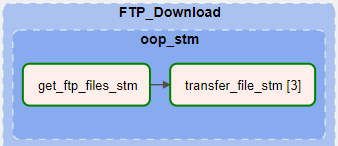 FTP_Download
oop_stm
get_ftp_files_stm
transfer_file_stm [3]